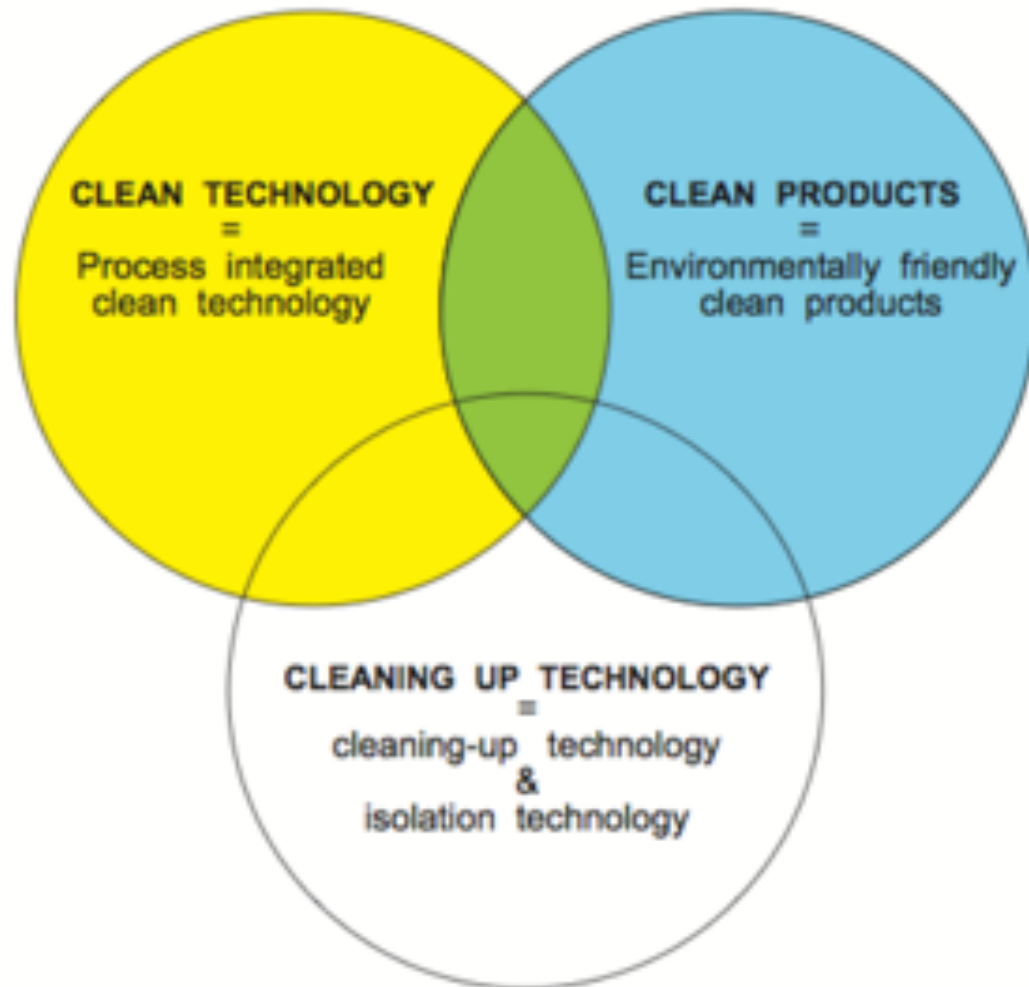 CLEAN TECHNOLOGY
=
Process integrated
clean technology
CLEAN PRODUCTS
=
Environmentally friendly
clean products
CLEANING UP TECHNOLOGY
=
cleaning-up technology
&
isolation technology